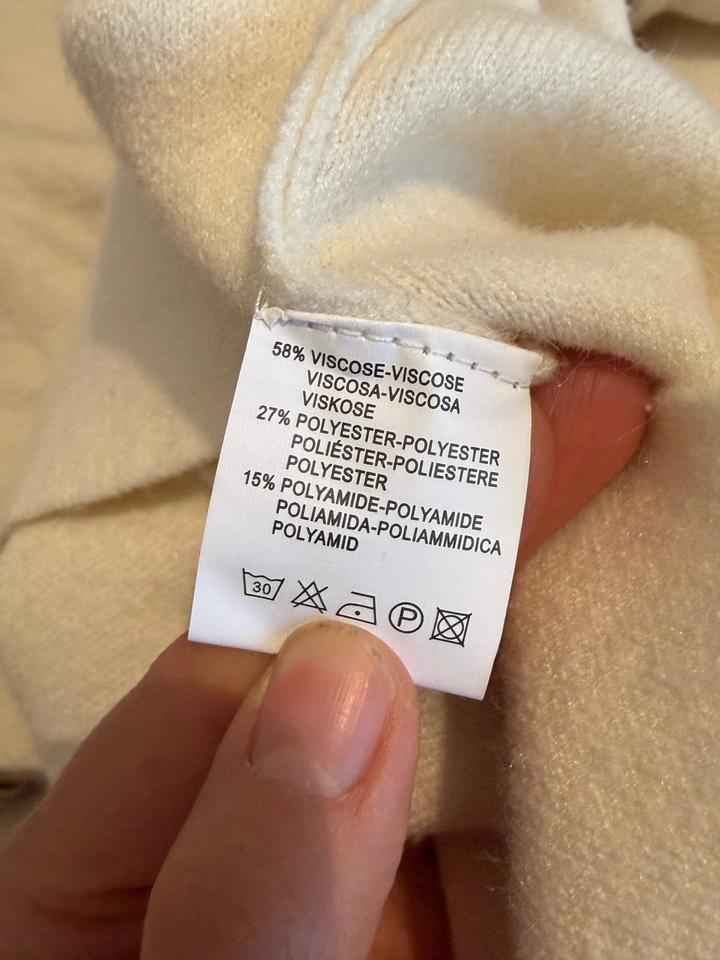 58% VISCOSE-VISCOSE
VISCOSA-VISCOSA
VISKOSE
27% POLYESTER-POLYESTER
POLIÉSTER-POLIESTERE
POLYESTER
15% POLYAMIDE-POLYAMIDE
POLIAMIDA-POLIAMMIDICA
POLYAMID
30 P